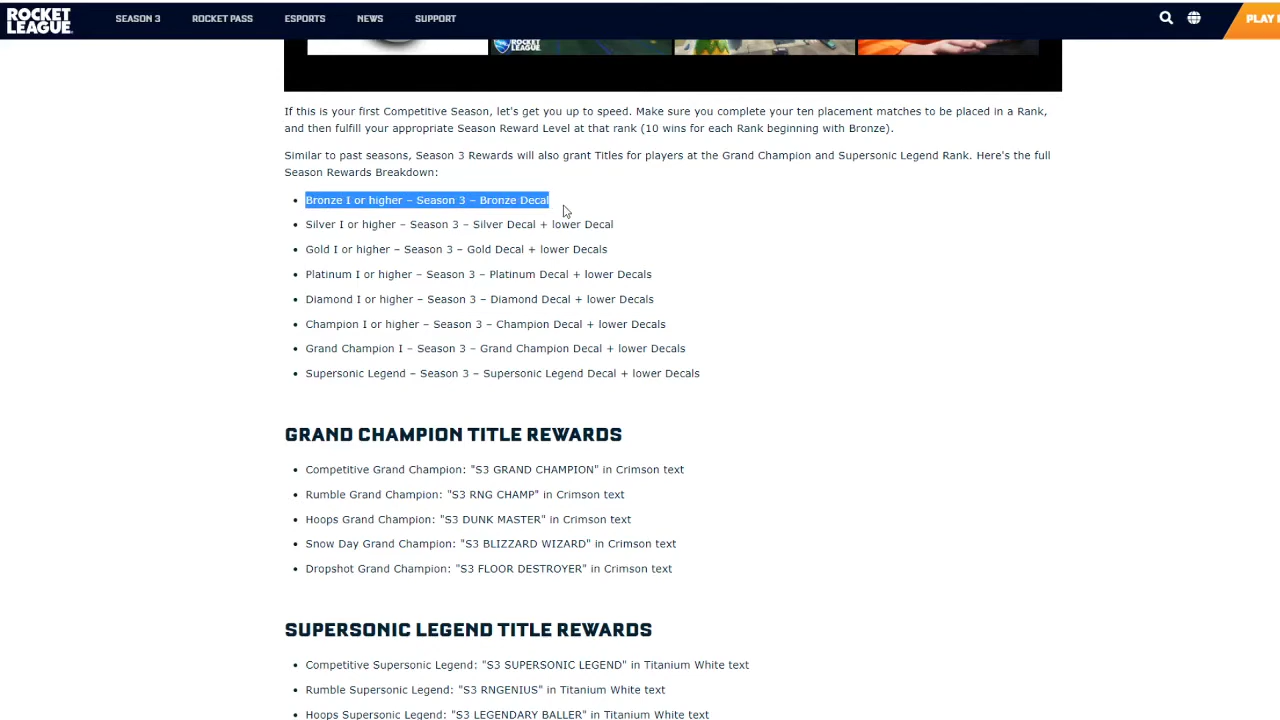 ROCKET
LEAGUE
SEASON 3
ROCKET PASS
ESPORTS
NEWS
SUPPORT
PLAY
ROCKET
LEAGUE
If this is your first Competitive Season, let's get you up to speed. Make sure you complete your ten placement matches to be placed in a Rank,
and then fulfill your appropriate Season Reward Level at that rank (10 wins for each Rank beginning with Bronze).
Similar to past seasons, Season 3 Rewards will also grant Titles for players at the Grand Champion and Supersonic Legend Rank. Here's the full
Season Rewards Breakdown:
• Bronze I or higher – Season 3 – Bronze Decal
• Silver I or higher – Season 3 – Silver Decal + lower Decal
• Gold I or higher – Season 3 – Gold Decal + lower Decals
• Platinum I or higher – Season 3 – Platinum Decal + lower Decals
• Diamond I or higher – Season 3 – Diamond Decal + lower Decals
• Champion I or higher – Season 3 – Champion Decal + lower Decals
• Grand Champion I – Season 3 – Grand Champion Decal + lower Decals
• Supersonic Legend – Season 3 – Supersonic Legend Decal + lower Decals
GRAND CHAMPION TITLE REWARDS
• Competitive Grand Champion: "S3 GRAND CHAMPION" in Crimson text
• Rumble Grand Champion: "S3 RNG CHAMP" in Crimson text
• Hoops Grand Champion: "S3 DUNK MASTER" in Crimson text
• Snow Day Grand Champion: "S3 BLIZZARD WIZARD" in Crimson text
• Dropshot Grand Champion: "S3 FLOOR DESTROYER" in Crimson text
SUPERSONIC LEGEND TITLE REWARDS
• Competitive Supersonic Legend: "S3 SUPERSONIC LEGEND" in Titanium White text
• Rumble Supersonic Legend: "S3 RNGENIUS" in Titanium White text
• Hoops Supersonic Legend: "S3 LEGENDARY BALLER" in Titanium White text